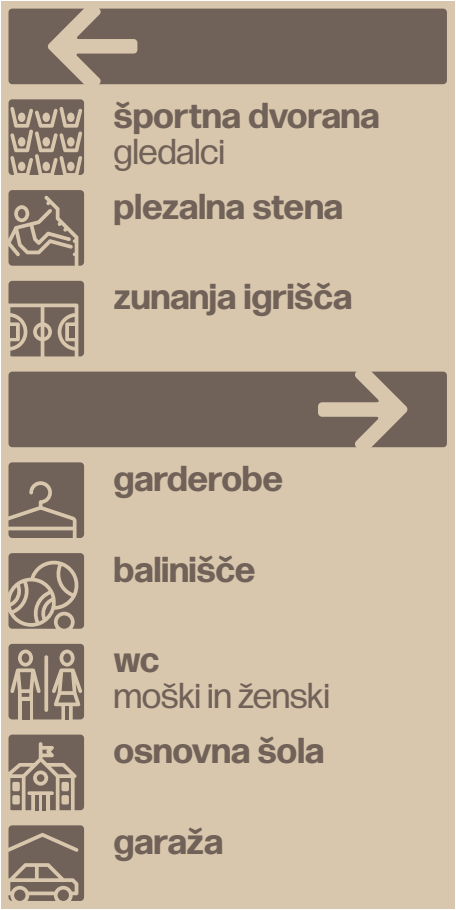 športna dvorana
gledalci
plezalna stena
zunanja igrišča
garderobe
balinišče
wc
moški in ženski
osnovna šola
garaža